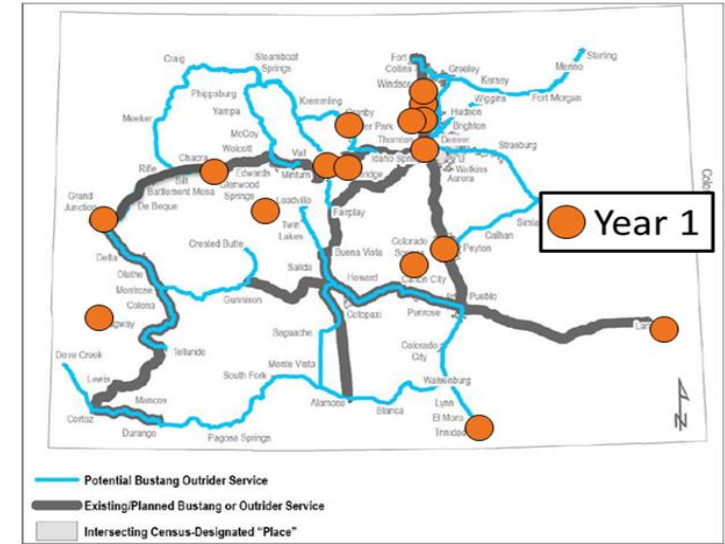 Craig
Steamboat
Springs
Fort
Collins
Sterling
Merino
Greeley
Kersey
Windsor
Phippsburg
Kremmling
Wiggins
Fort Morgan
Yampa
Hudson
Meeker
Brighton
McCoy
Thornton
Denver
Wolcott
Vail
Strasburg
Rifle
Chacra
Idaho
Silt
Edwards
Minturn
Watkins
Aurora
Battlement Mesa
Glenwood
Springs
Grand
Junction
De Beque
Leadville
Fairplay
Year 1
Twin
Lakes
Calhan
Crested Butte
Colorado
Peyton
Delta
Buena Vista
Olathe
Salida
Howard
Canon City
Montrose
Colona
Gunnison
Pueblo
Cotopaxi
Penrose
Saguache
Telluride
Colorado
City
Dove Creek
Monte Vista
Lewis
South Fork
Walsenburg
Mancos
Alamosa
Blanca
Lynn
Cortez
El Moro
Trinidad
Durango
Pagosa Springs
Potential Bustang Outrider Service
Existing/Planned Bustang or Outrider Service
Intersecting Census-Designated "Place"